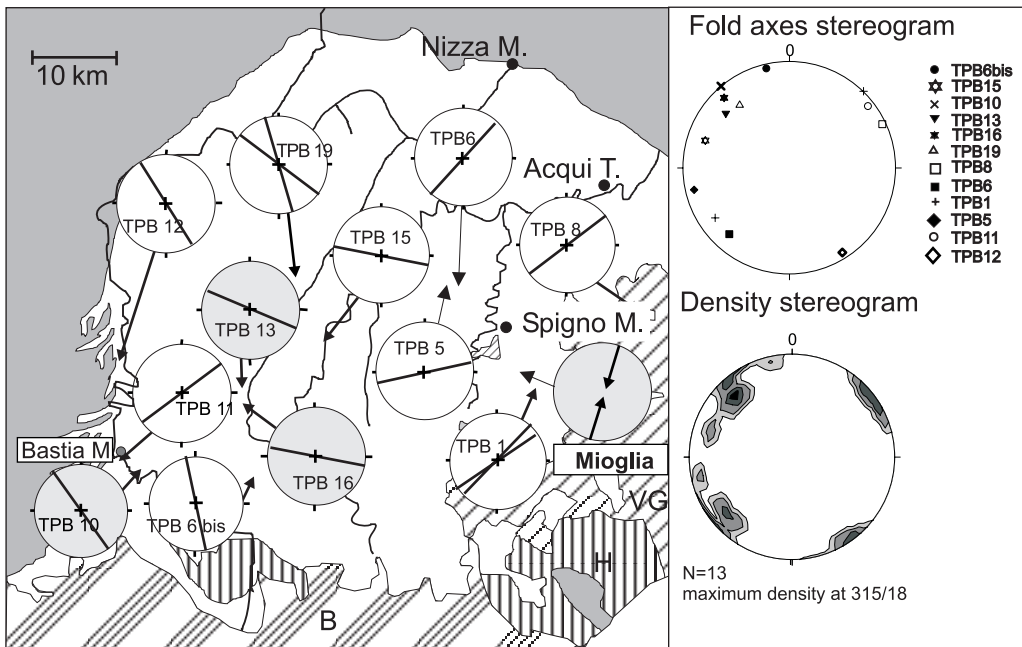 10 km
Nizza M.
TPB 19
TPB6
Acqui T.
TPB 12
TPB 15
TPB 8
TPB 13
Spigno M.
TPB 5
TPB 11
Bastia M
TPB 1
Mioglia
TPB 16
VG
TPB 10
TPB 6 bis
H
B
Fold axes stereogram
0
TPB6bis
TPB15
TPB10
TPB13
TPB16
TPB19
TPB8
TPB6
TPB1
TPB5
TPB11
TPB12
Density stereogram
0
N=13
maximum density at 315/18